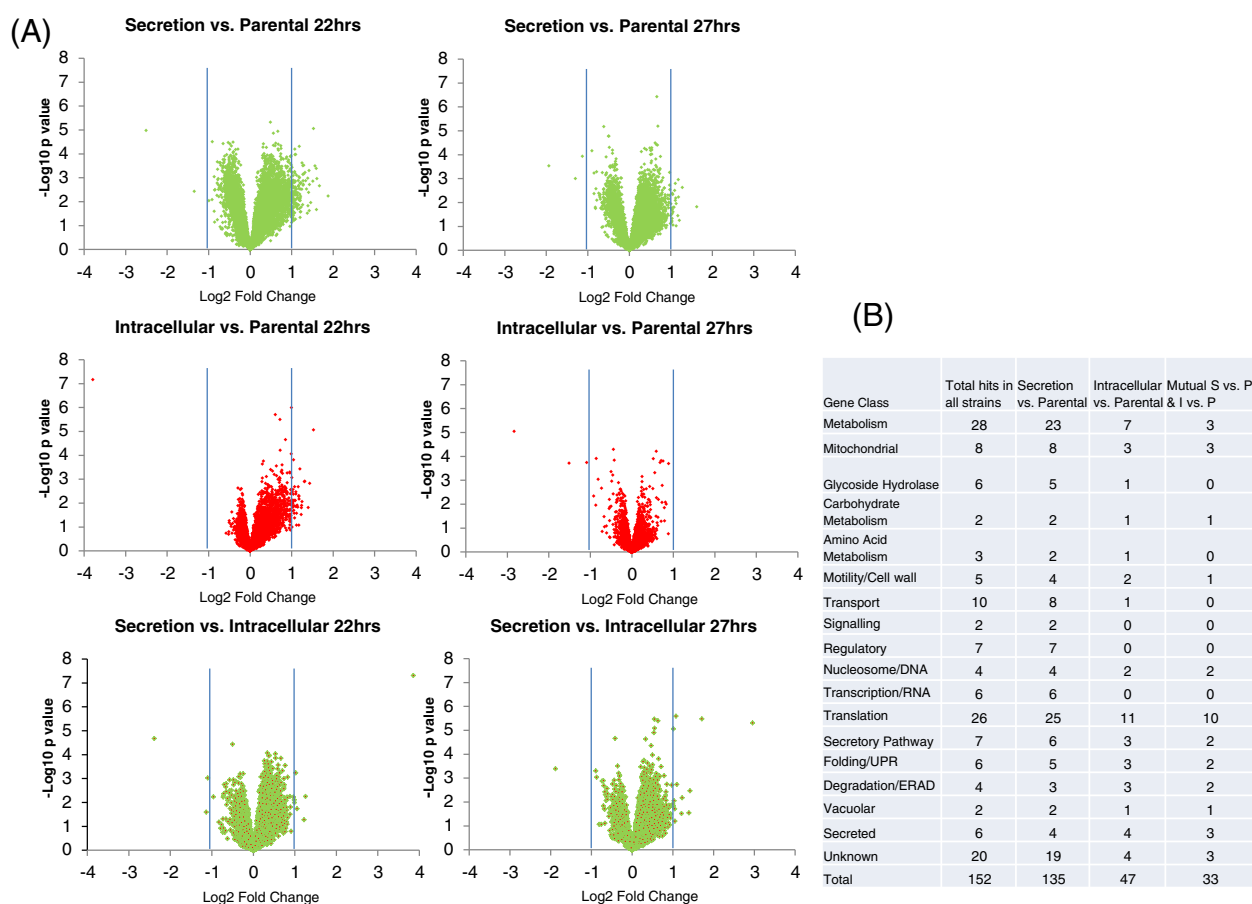 (A)
Secretion vs. Parental 22hrs
8
7
6
5
4
3
2
1
0
-Log10 p value
-4 -3 -2 -1 0 1 2 3 4
Log2 Fold Change
Secretion vs. Parental 27hrs
8
7
6
5
4
3
2
1
0
-Log10 p value
-4 -3 -2 -1 0 1 2 3 4
Log2 Fold Change
Intracellular vs. Parental 22hrs
8
7
6
5
4
3
2
1
0
-Log10 p value
-4 -3 -2 -1 0 1 2 3 4
Log2 Fold Change
Intracellular vs. Parental 27hrs
8
7
6
5
4
3
2
1
0
-Log10 p value
-4 -3 -2 -1 0 1 2 3 4
Log2 Fold Change
Secretion vs. Intracellular 22hrs
8
7
6
5
4
3
2
1
0
-Log10 p value
-4 -3 -2 -1 0 1 2 3 4
Log2 Fold Change
Secretion vs. Intracellular 27hrs
8
7
6
5
4
3
2
1
0
-Log10 p value
-4 -3 -2 -1 0 1 2 3 4
Log2 Fold Change
(B)
Total hits in Secretion Intracellular Mutual S vs. P
Gene Class all strains vs. Parental vs. Parental & I vs. P
Metabolism 28 23 7 3
Mitochondrial 8 8 3 3
Glycoside Hydrolase 6 5 1 0
Carbohydrate
Metabolism 2 2 1 1
Amino Acid
Metabolism 3 2 1 0
Motility/Cell wall 5 4 2 1
Transport 10 8 1 0
Signalling 2 2 0 0
Regulatory 7 7 0 0
Nucleosome/DNA 4 4 2 2
Transcription/RNA 6 6 0 0
Translation 26 25 11 10
Secretory Pathway 7 6 3 2
Folding/UPR 6 5 3 2
Degradation/ERAD 4 3 3 2
Vacuolar 2 2 1 1
Secreted 6 4 4 3
Unknown 20 19 4 3
Total 152 135 47 33